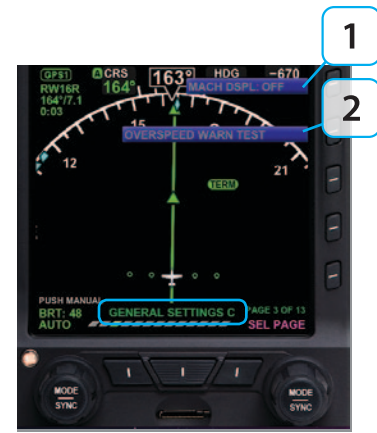 1
GPS1 A CRS 163° HDG -670
RW16R 164° MACH DSPL: OFF
164°/7.1
0:03
2
15
OVERSPEED WARN TEST
12 21
TERM
PUSH MANUAL
BRT: 48 GENERAL SETTINGS C PAGE 3 OF 13
AUTO SEL PAGE
MODE MODE
SYNC SYNC